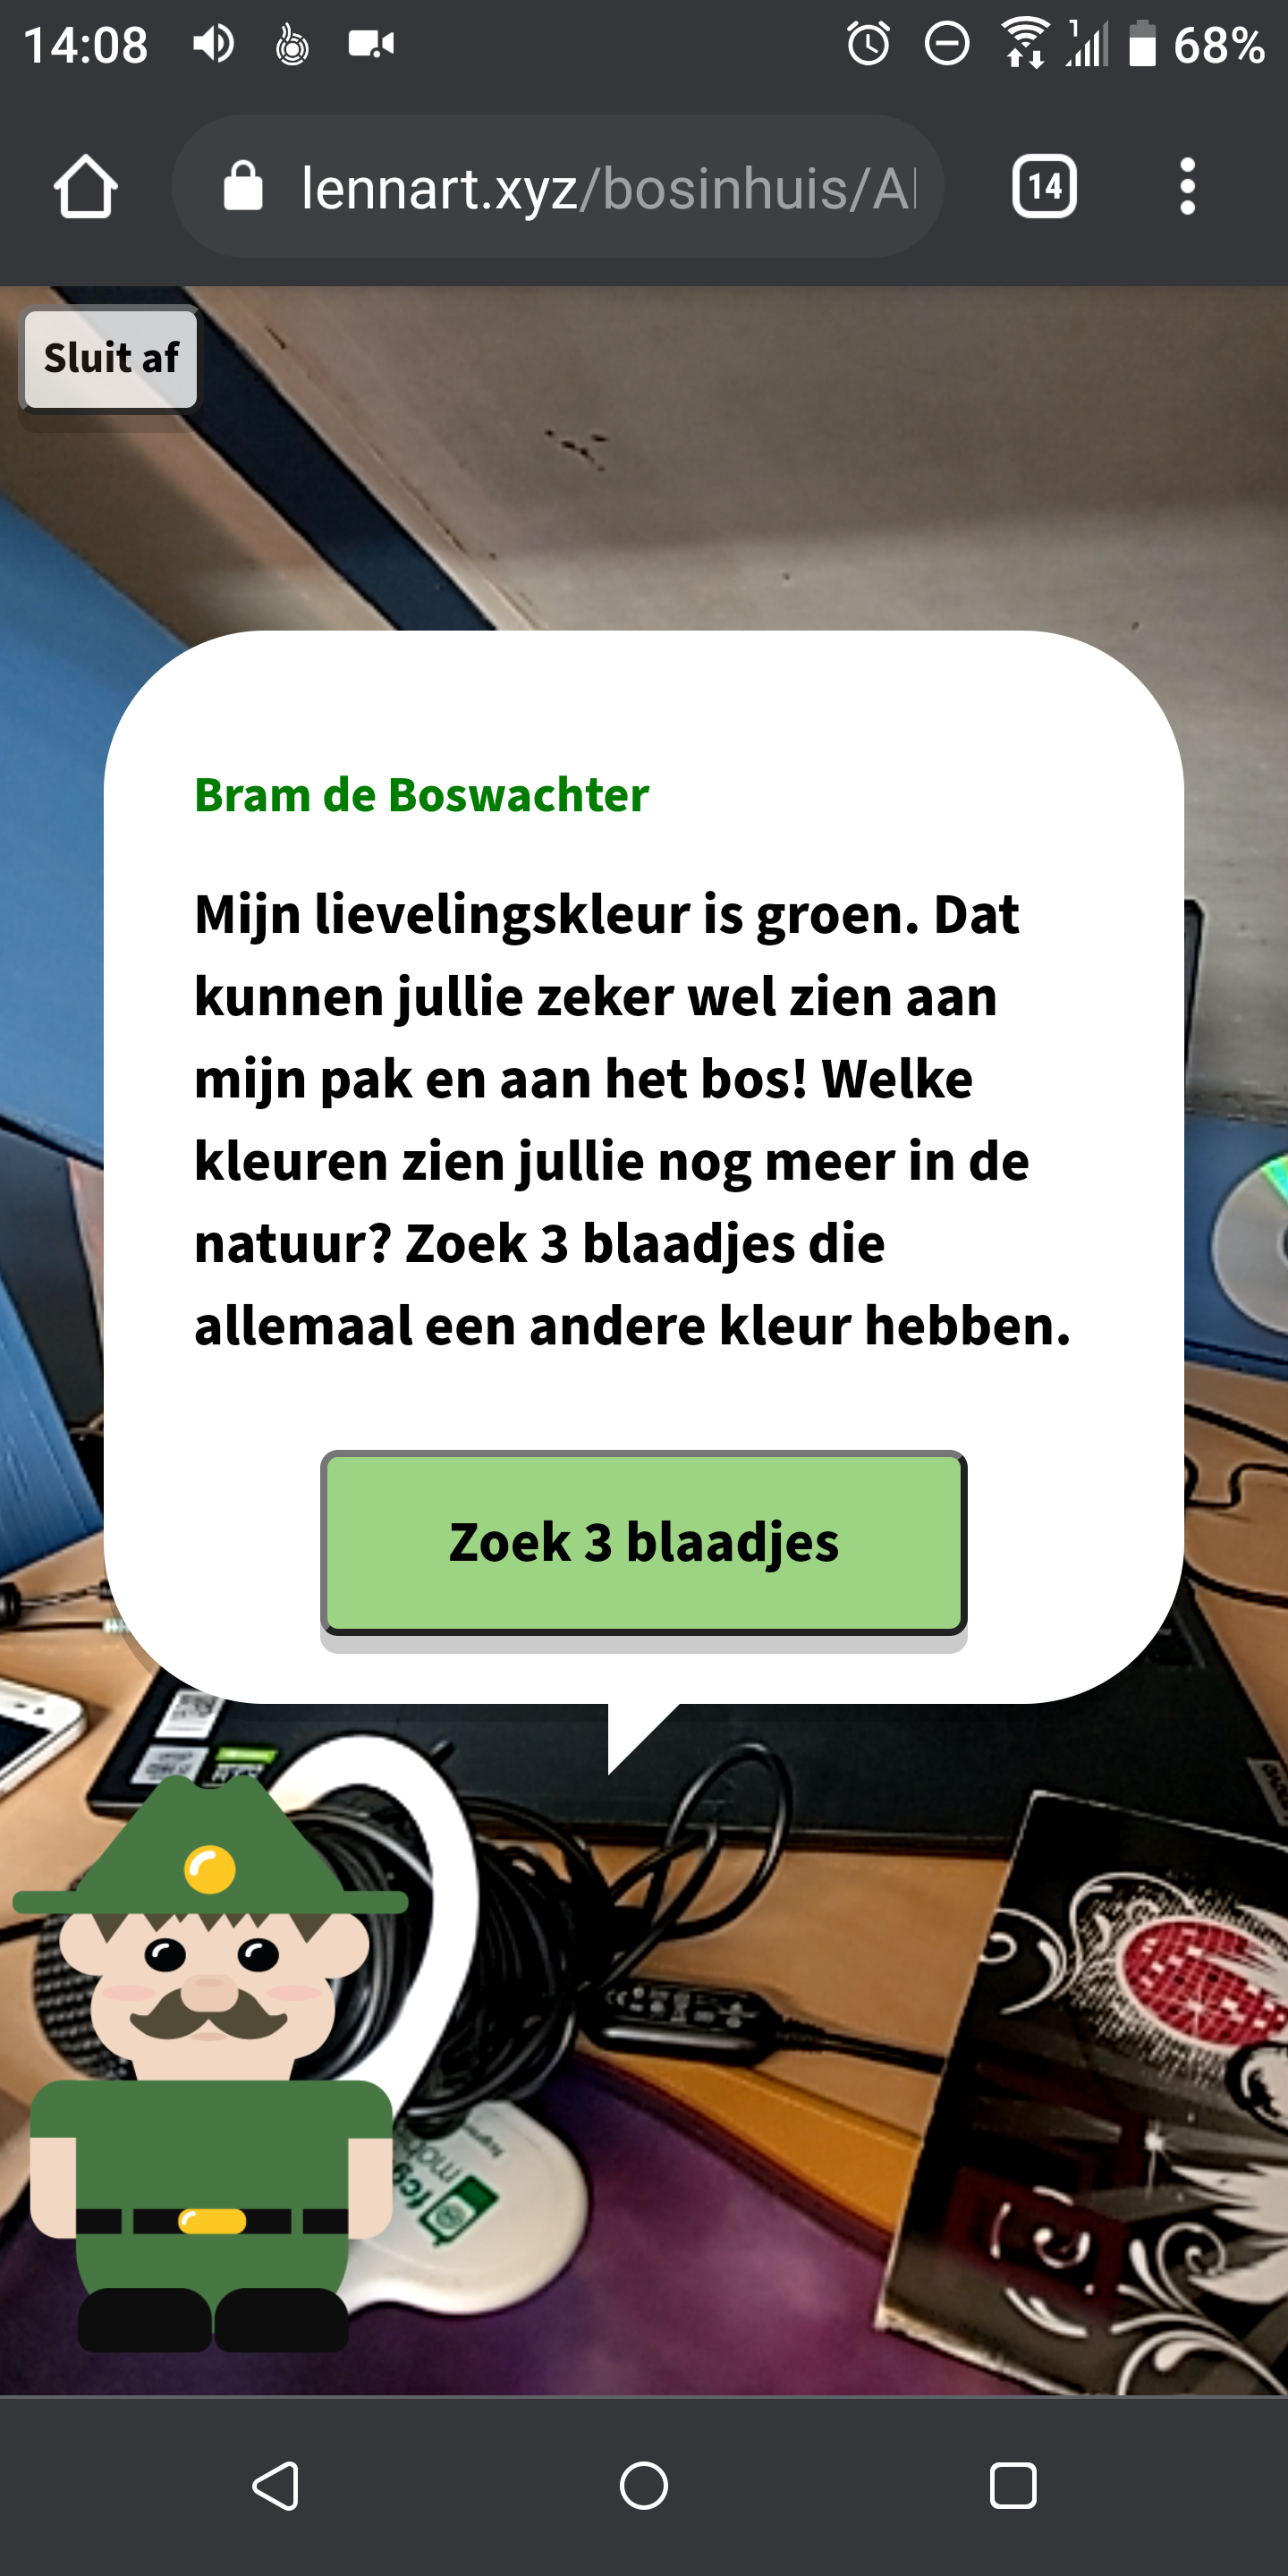 14:08
68%
lennart.xyz/bosinhuis/A
14
Sluit af
Bram de Boswachter
Mijn lievelingskleur is groen. Dat
kunnen jullie zeker wel zien aan
mijn pak en aan het bos! Welke
kleuren zien jullie nog meer in de
natuur? Zoek 3 blaadjes die
allemaal een andere kleur hebben.
Zoek 3 blaadjes